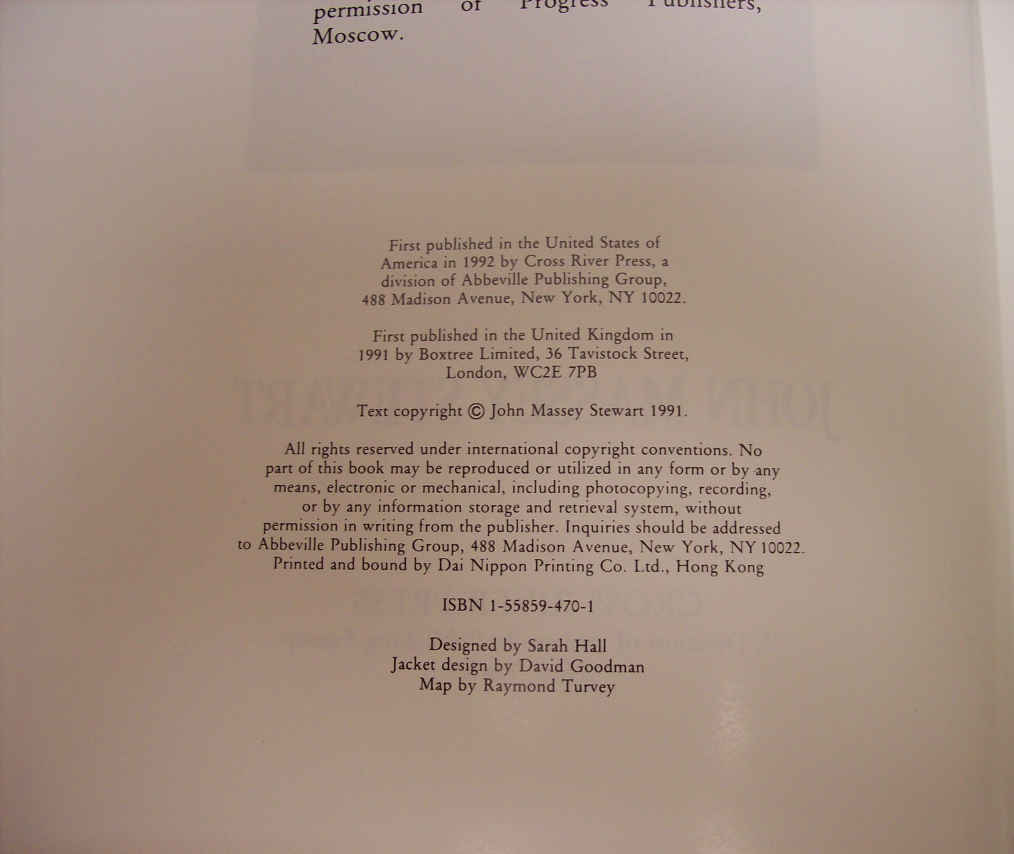 permission of Progress Publishers,
Moscow.
First published in the United States of
America in 1992 by Cross River Press, a
division of Abbeville Publishing Group,
488 Madison Avenue, New York, NY 10022.
First published in the United Kingdom in
1991 by Boxtree Limited, 36 Tavistock Street,
London, WC2E 7PB
Text copyright © John Massey Stewart 1991.
All rights reserved under international copyright conventions. No
part of this book may be reproduced or utilized in any form or by any
means, electronic or mechanical, including photocopying, recording,
or by any information storage and retrieval system, without
permission in writing from the publisher. Inquiries should be addressed
to Abbeville Publishing Group, 488 Madison Avenue, New York, NY 10022.
Printed and bound by Dai Nippon Printing Co. Ltd., Hong Kong
ISBN 1-55859-470-1
Designed by Sarah Hall
Jacket design by David Goodman
Map by Raymond Turvey
JOHN MASSEY STEWART